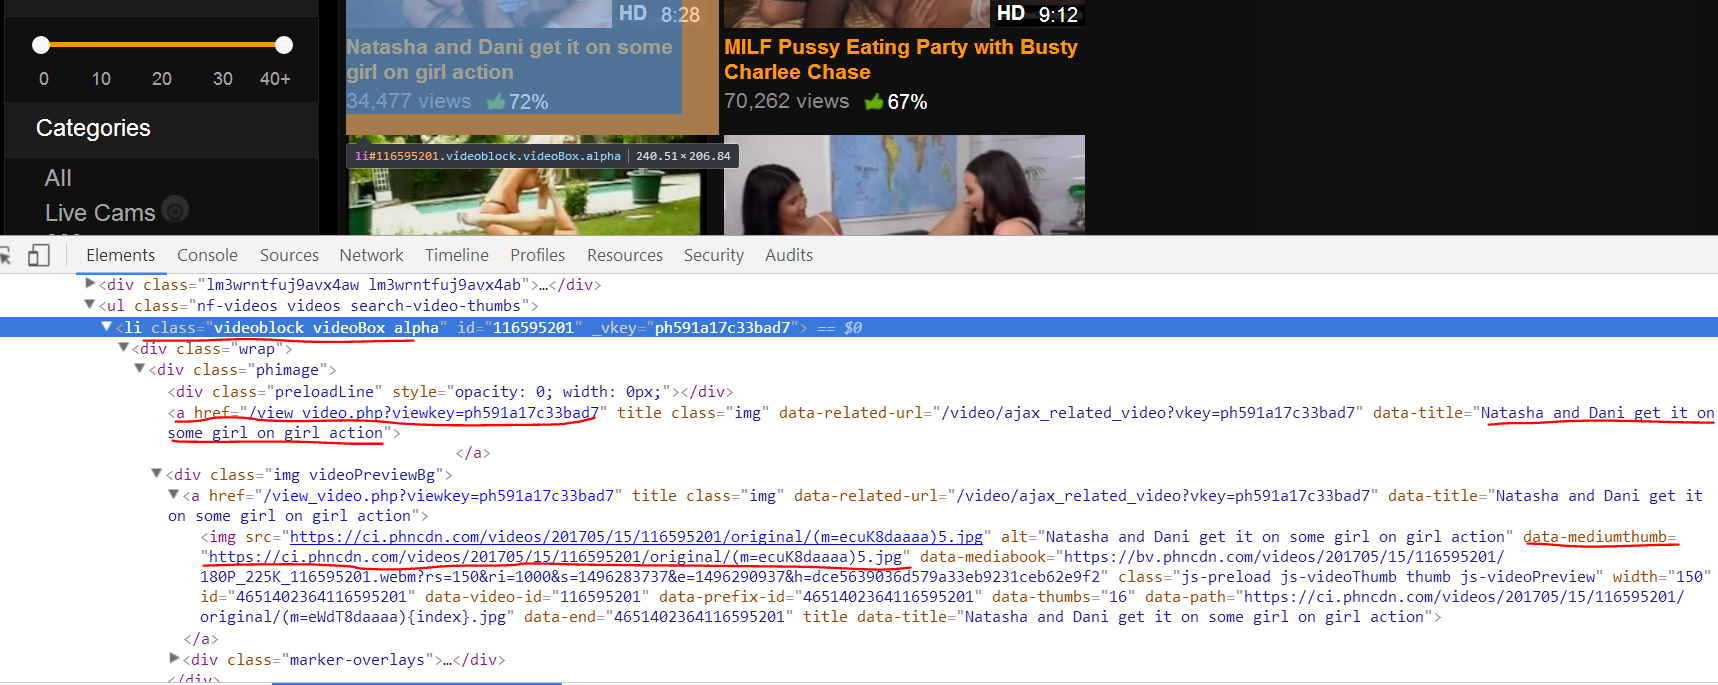 HD 8:28
HD 9:12
Natasha and Dani get it on some
girl on girl action
34,477 views 72%
MILF Pussy Eating Party with Busty
Charlee Chase
70,262 views 67%
0 10 20 30 40+
Categories
All
Live Cams
li#116595201.videoblock.videoBox.alpha | 240.51×206.84
Elements Console Sources Network Timeline Profiles Resources Security Audits
<div class="lm3wrntfuj9avx4aw lm3wrntfuj9avx4ab">…</div>
<ul class="nf-videos videos search-video-thumbs">
<li class="videoblock videoBox alpha" id="116595201" _vkey="ph591a17c33bad7"> == $0
<div class="wrap">
<div class="phimage">
<div class="preloadLine" style="opacity: 0; width: 0px;"></div>
<a href="/view_video.php?viewkey=ph591a17c33bad7" title class="img" data-related-url="/video/ajax_related_video?vkey=ph591a17c33bad7" data-title="Natasha and Dani get it on
some girl on girl action">
</a>
<div class="img videoPreviewBg">
<a href="/view_video.php?viewkey=ph591a17c33bad7" title class="img" data-related-url="/video/ajax_related_video?vkey=ph591a17c33bad7" data-title="Natasha and Dani get it
on some girl on girl action">
<img src="https://ci.phncdn.com/videos/201705/15/116595201/original/(m=ecuK8daaaa)5.jpg" alt="Natasha and Dani get it on some girl on girl action" data-mediumthumb=
"https://ci.phncdn.com/videos/201705/15/116595201/original/(m=ecuK8daaaa)5.jpg" data-mediabook="https://bv.phncdn.com/videos/201705/15/116595201/
180P_225K_116595201.webm?rs=150&ri=1000&s=1496283737&e=1496290937&h=dce5639036d579a33eb9231ceb62e9f2" class="js-preload js-videoThumb thumb js-videoPreview" width="150"
id="4651402364116595201" data-video-id="116595201" data-prefix-id="4651402364116595201" data-thumbs="16" data-path="https://ci.phncdn.com/videos/201705/15/116595201/
original/(m=eWdT8daaaa){index}.jpg" data-end="4651402364116595201" title data-title="Natasha and Dani get it on some girl on girl action">
</a>
<div class="marker-overlays">…</div>
</div>